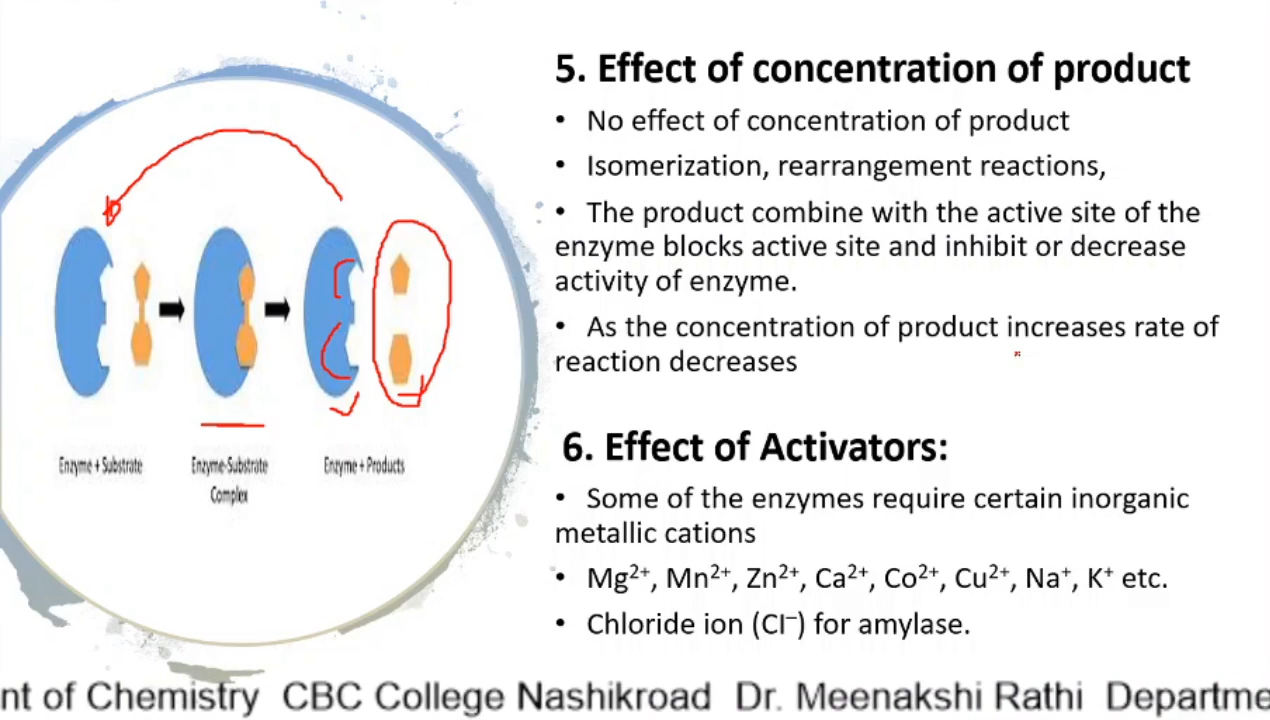 5. Effect of concentration of product
• No effect of concentration of product
• Isomerization, rearrangement reactions,
• The product combine with the active site of the
enzyme blocks active site and inhibit or decrease
activity of enzyme.
• As the concentration of product increases rate of
reaction decreases
6. Effect of Activators:
• Some of the enzymes require certain inorganic
metallic cations
• Mg²⁺, Mn²⁺, Zn²⁺, Ca²⁺, Co²⁺, Cu²⁺, Na⁺, K⁺ etc.
• Chloride ion (CI⁻) for amylase.
Enzyme + Substrate
Enzyme-Substrate
Complex
Enzyme + Products
nt of Chemistry CBC College Nashikroad Dr. Meenakshi Rathi Departme